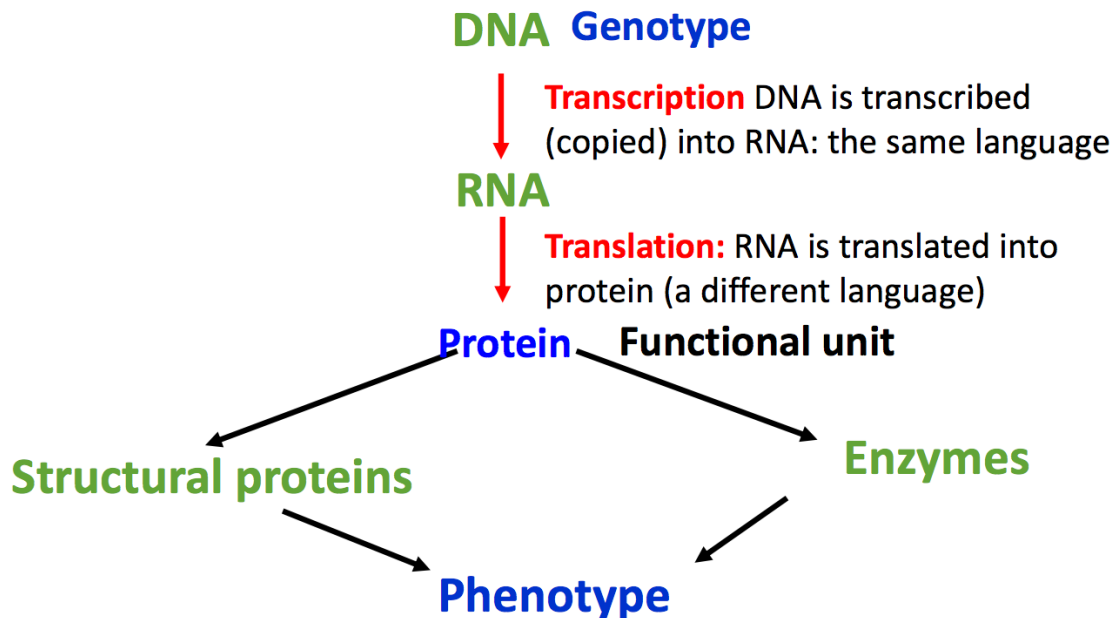 DNA Genotype
Transcription DNA is transcribed
(copied) into RNA: the same language
RNA
Translation: RNA is translated into
protein (a different language)
Protein Functional unit
Structural proteins
Enzymes
Phenotype